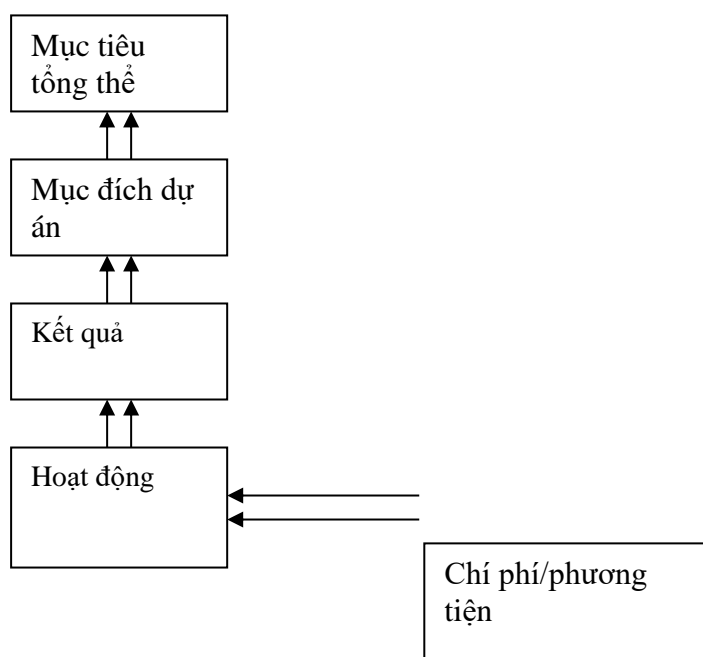 Mục tiêu
tổng thể
Mục đích dự
án
Kết quả
Hoạt động
Chí phí/phương
tiện